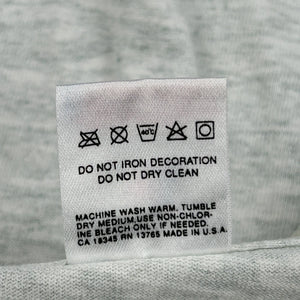 40°C
DO NOT IRON DECORATION
DO NOT DRY CLEAN
MACHINE WASH WARM, TUMBLE
DRY MEDIUM, USE NON-CHLOR-
INE BLEACH ONLY IF NEEDED.
CA 18345 RN 13765 MADE IN U.S.A.